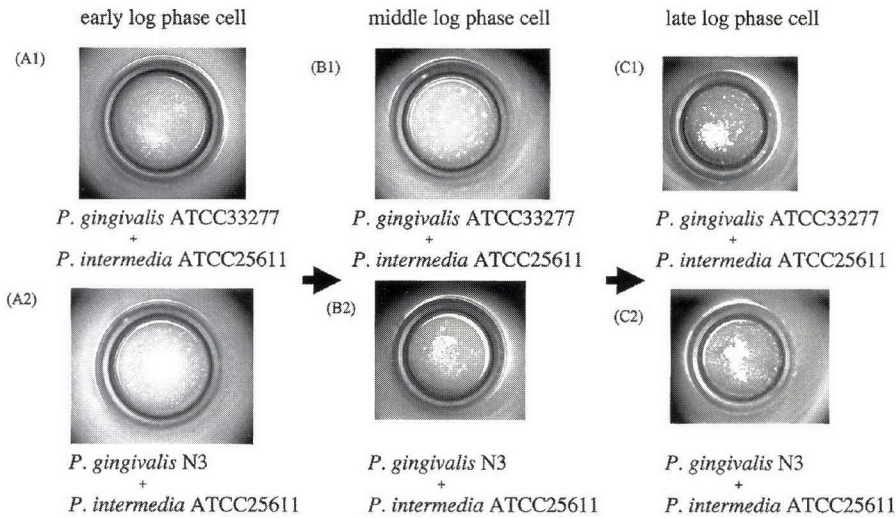 early log phase cell
middle log phase cell
late log phase cell
(A1)
(B1)
(C1)
P. gingivalis ATCC33277
+
P. intermedia ATCC25611
P. gingivalis ATCC33277
+
P. intermedia ATCC25611
P. gingivalis ATCC33277
+
P. intermedia ATCC25611
(A2)
(B2)
(C2)
P. gingivalis N3
+
P. intermedia ATCC25611
P. gingivalis N3
+
P. intermedia ATCC25611
P. gingivalis N3
+
P. intermedia ATCC25611